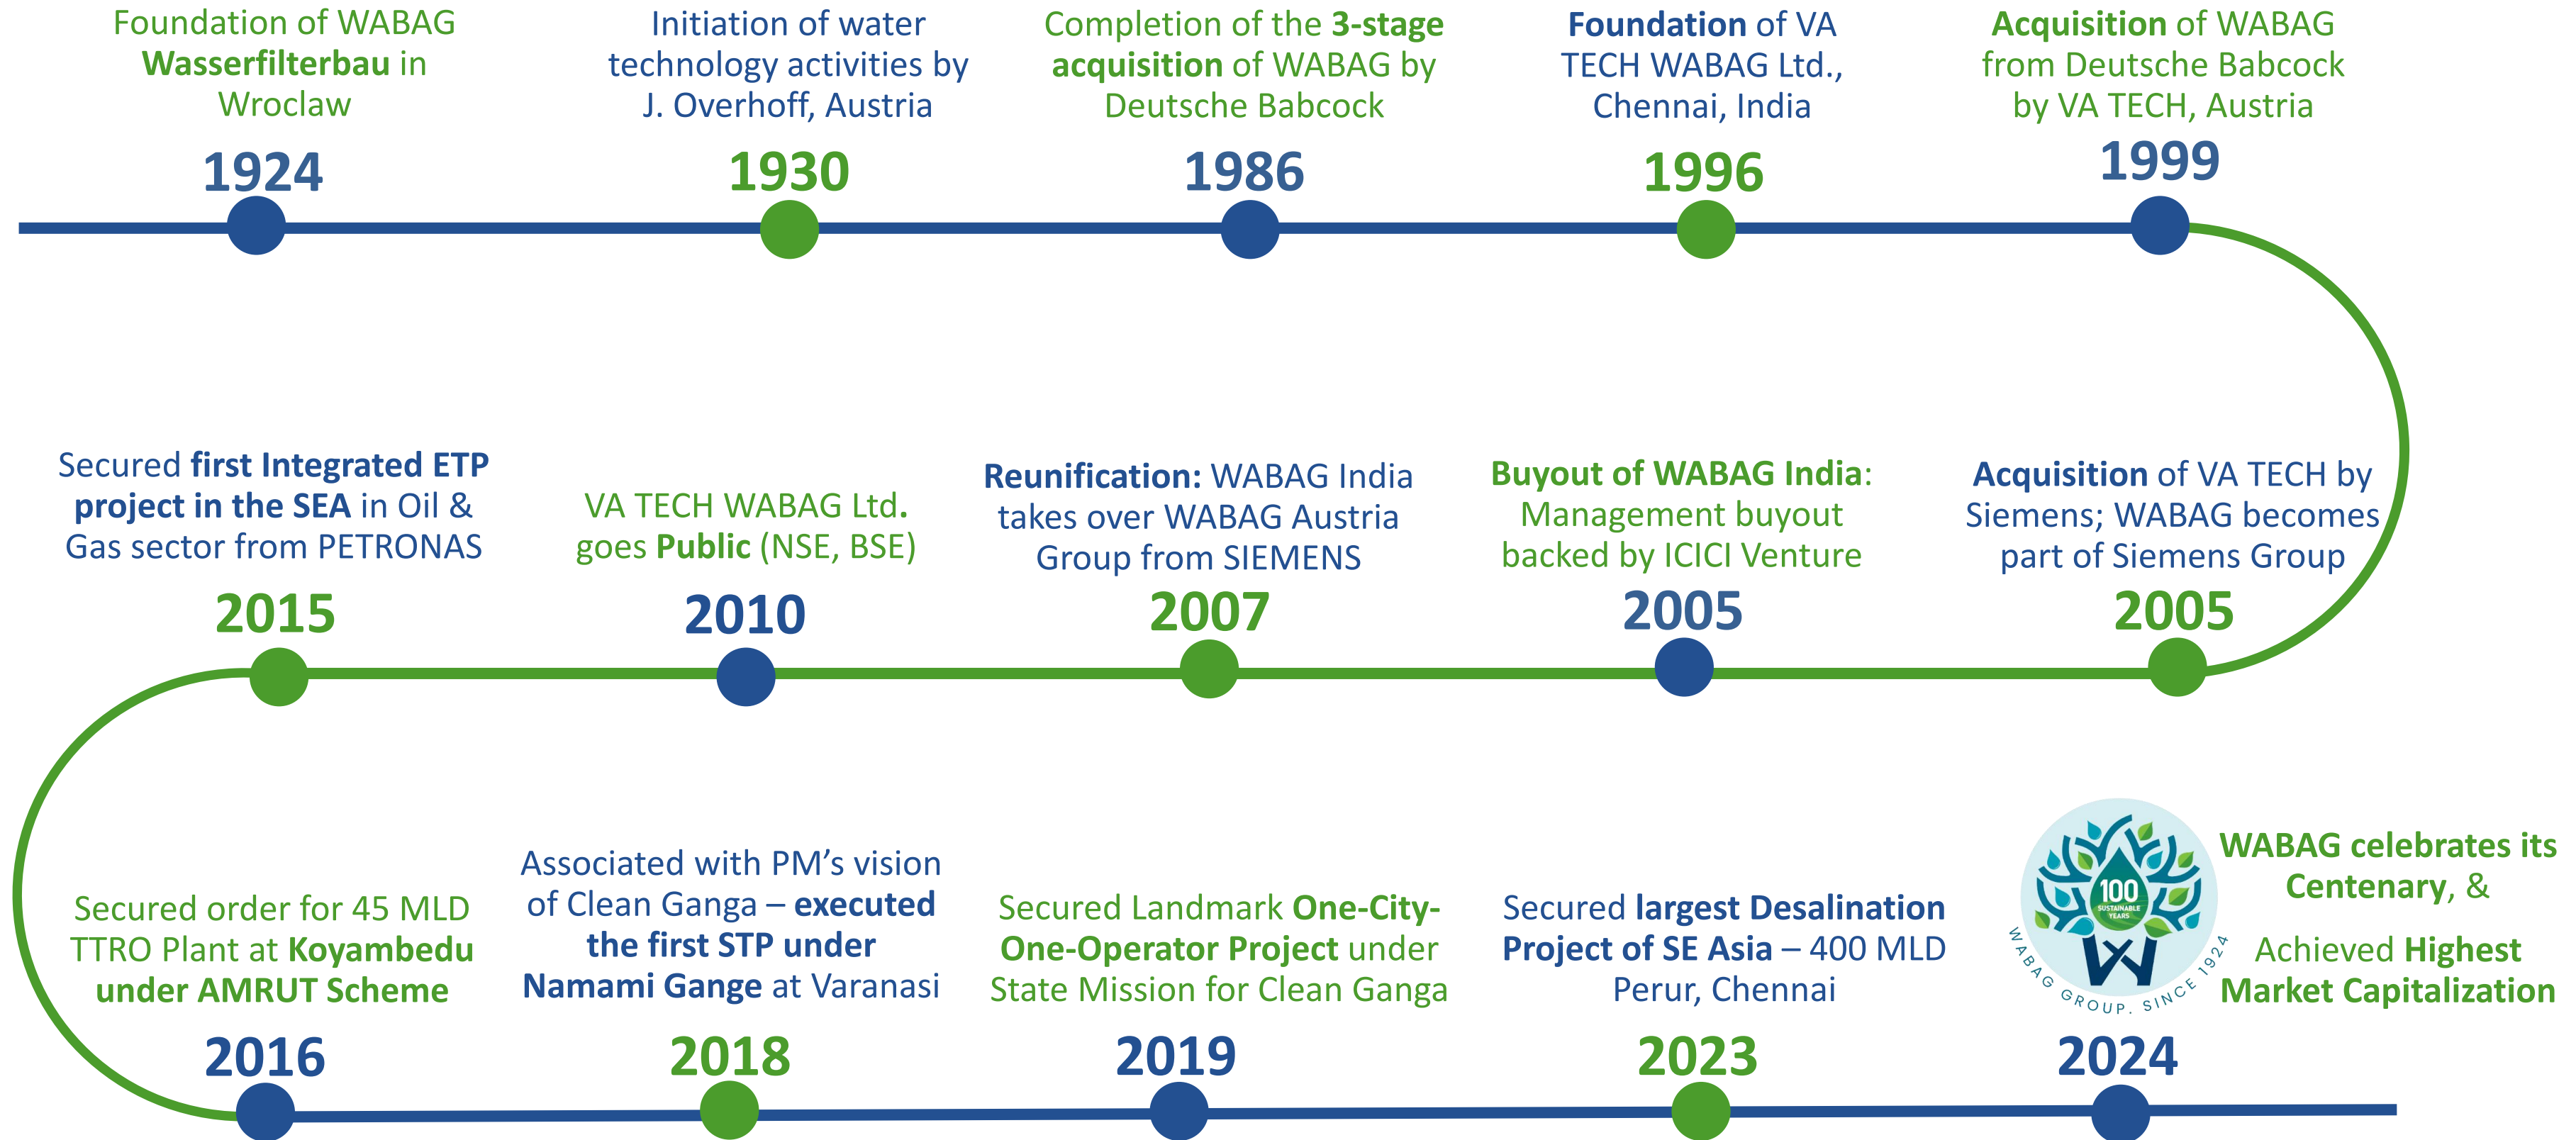 Foundation of WABAG
Wasserfilterbau in
Wroclaw
1924
Initiation of water
technology activities by
J. Overhoff, Austria
1930
Completion of the 3-stage
acquisition of WABAG by
Deutsche Babcock
1986
Foundation of VA
TECH WABAG Ltd.,
Chennai, India
1996
Acquisition of WABAG
from Deutsche Babcock
by VA TECH, Austria
1999
Acquisition of VA TECH by
Siemens; WABAG becomes
part of Siemens Group
2005
Buyout of WABAG India:
Management buyout
backed by ICICI Venture
2005
Reunification: WABAG India
takes over WABAG Austria
Group from SIEMENS
2007
VA TECH WABAG Ltd.
goes Public (NSE, BSE)
2010
Secured first Integrated ETP
project in the SEA in Oil &
Gas sector from PETRONAS
2015
Secured order for 45 MLD
TTRO Plant at Koyambedu
under AMRUT Scheme
2016
Associated with PM’s vision
of Clean Ganga – executed
the first STP under
Namami Gange at Varanasi
2018
Secured Landmark One-City-
One-Operator Project under
State Mission for Clean Ganga
2019
Secured largest Desalination
Project of SE Asia – 400 MLD
Perur, Chennai
2023
100
SUSTAINABLE
YEARS
W
WABAG GROUP. SINCE 1924
WABAG celebrates its
Centenary, &
Achieved Highest
Market Capitalization
2024